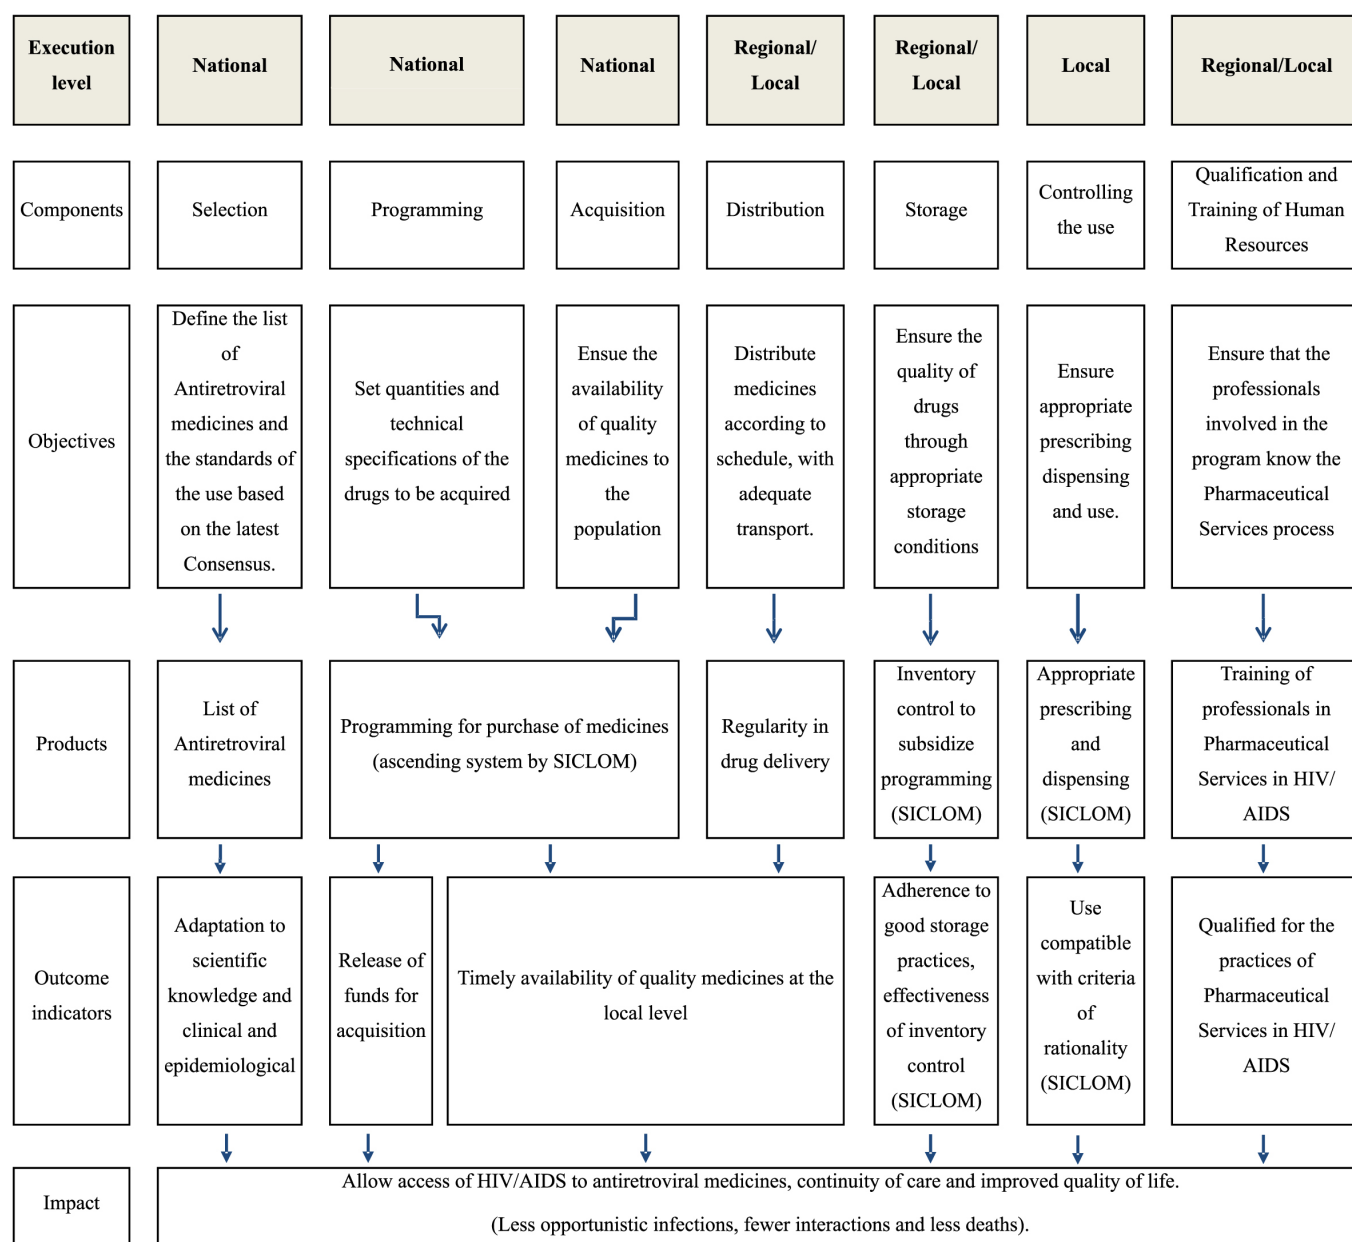 Execution
level
National
National
National
Regional/
Local
Regional/
Local
Local
Regional/Local
Components
Selection
Programming
Acquisition
Distribution
Storage
Controlling
the use
Qualification and
Training of Human
Resources
Objectives
Define the list
of
Antiretroviral
medicines and
the standards of
the use based
on the latest
Consensus.
Set quantities and
technical
specifications of the
drugs to be acquired
Ensue the
availability
of quality
medicines to
the
population
Distribute
medicines
according to
schedule, with
adequate
transport.
Ensure the
quality of
drugs
through
appropriate
storage
conditions
Ensure
appropriate
prescribing
dispensing
and use.
Ensure that the
professionals
involved in the
program know the
Pharmaceutical
Services process
Products
List of
Antiretroviral
medicines
Programming for purchase of medicines
(ascending system by SICLOM)
Regularity in
drug delivery
Inventory
control to
subsidize
programming
(SICLOM)
Appropriate
prescribing
and
dispensing
(SICLOM)
Training of
professionals in
Pharmaceutical
Services in HIV/
AIDS
Outcome
indicators
Adaptation to
scientific
knowledge and
clinical and
epidemiological
Release of
funds for
acquisition
Timely availability of quality medicines at the
local level
Adherence to
good storage
practices,
effectiveness
of inventory
control
(SICLOM)
Use
compatible
with criteria
of
rationality
(SICLOM)
Qualified for the
practices of
Pharmaceutical
Services in HIV/
AIDS
Impact
Allow access of HIV/AIDS to antiretroviral medicines, continuity of care and improved quality of life.
(Less opportunistic infections, fewer interactions and less deaths).